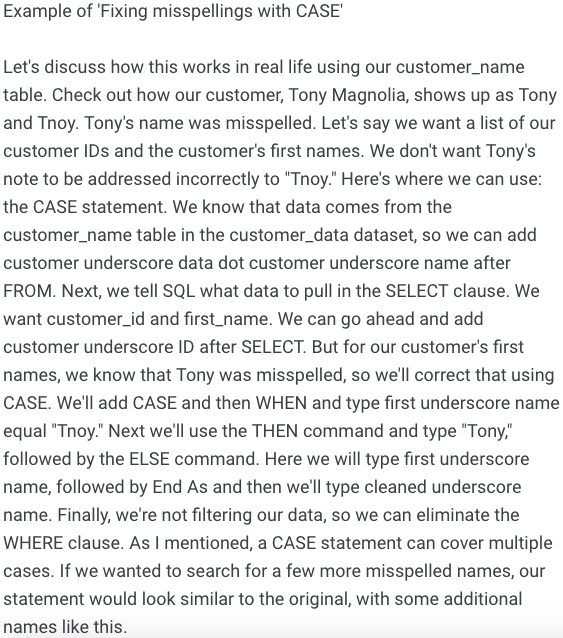 Example of 'Fixing misspellings with CASE'
Let's discuss how this works in real life using our customer_name
table. Check out how our customer, Tony Magnolia, shows up as Tony
and Tnoy. Tony's name was misspelled. Let's say we want a list of our
customer IDs and the customer's first names. We don't want Tony's
note to be addressed incorrectly to "Tnoy." Here's where we can use:
the CASE statement. We know that data comes from the
customer_name table in the customer_data dataset, so we can add
customer underscore data dot customer underscore name after
FROM. Next, we tell SQL what data to pull in the SELECT clause. We
want customer_id and first_name. We can go ahead and add
customer underscore ID after SELECT. But for our customer's first
names, we know that Tony was misspelled, so we'll correct that using
CASE. We'll add CASE and then WHEN and type first underscore name
equal "Tnoy." Next we'll use the THEN command and type "Tony,"
followed by the ELSE command. Here we will type first underscore
name, followed by End As and then we'll type cleaned underscore
name. Finally, we're not filtering our data, so we can eliminate the
WHERE clause. As I mentioned, a CASE statement can cover multiple
cases. If we wanted to search for a few more misspelled names, our
statement would look similar to the original, with some additional
names like this.